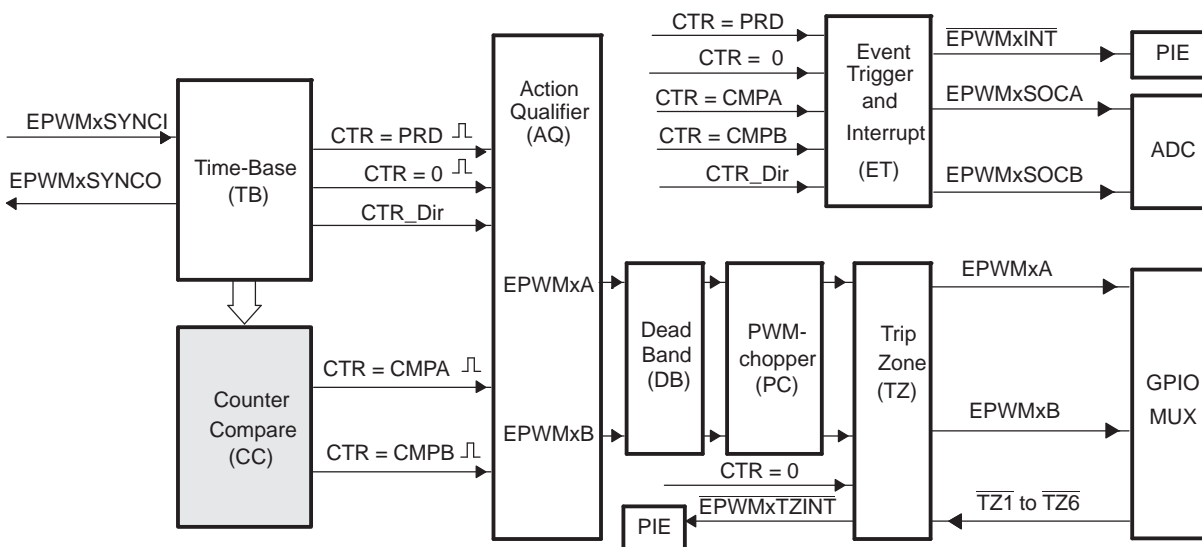 EPWMxSYNCI
EPWMxSYNCO
Time-Base
(TB)
CTR = PRD
CTR = 0
CTR_Dir
Counter
Compare
(CC)
CTR = CMPA
CTR = CMPB
Action
Qualifier
(AQ)
EPWMxA
EPWMxB
CTR = PRD
CTR = 0
CTR = CMPA
CTR = CMPB
CTR_Dir
Event
Trigger
and
Interrupt
(ET)
EPWMxINT
EPWMxSOCA
EPWMxSOCB
PIE
ADC
Dead
Band
(DB)
PWM-
chopper
(PC)
Trip
Zone
(TZ)
CTR = 0
EPWMxTZINT
PIE
EPWMxA
EPWMxB
TZ1 to TZ6
GPIO
MUX